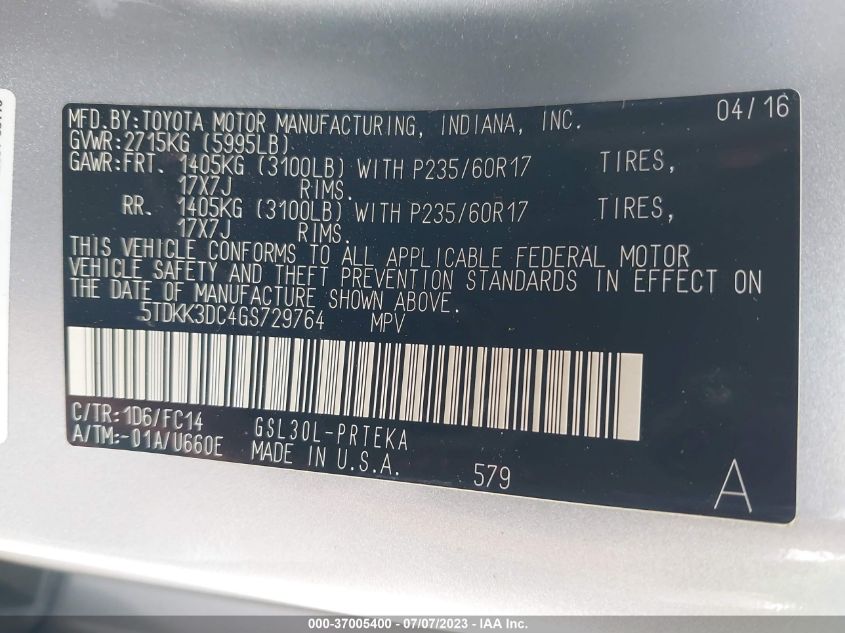 MFD.BY:TOYOTA MOTOR MANUFACTURING, INDIANA, INC. 04/16
GVWR:2715KG (5995LB)
GAWR:FRT. 1405KG (3100LB) WITH P235/60R17 TIRES,
17X7J RIMS.
RR. 1405KG (3100LB) WITH P235/60R17 TIRES,
17X7J RIMS.
THIS VEHICLE CONFORMS TO ALL APPLICABLE FEDERAL MOTOR
VEHICLE SAFETY AND THEFT PREVENTION STANDARDS IN EFFECT ON
THE DATE OF MANUFACTURE SHOWN ABOVE.
5TDKK3DC4GS729764 MPV
C/TR:1D6/FC14 GSL30L-PRTEKA
A/TM:-01A/U660E MADE IN U.S.A. 579 A
000-37005400 - 07/07/2023 - IAA Inc.